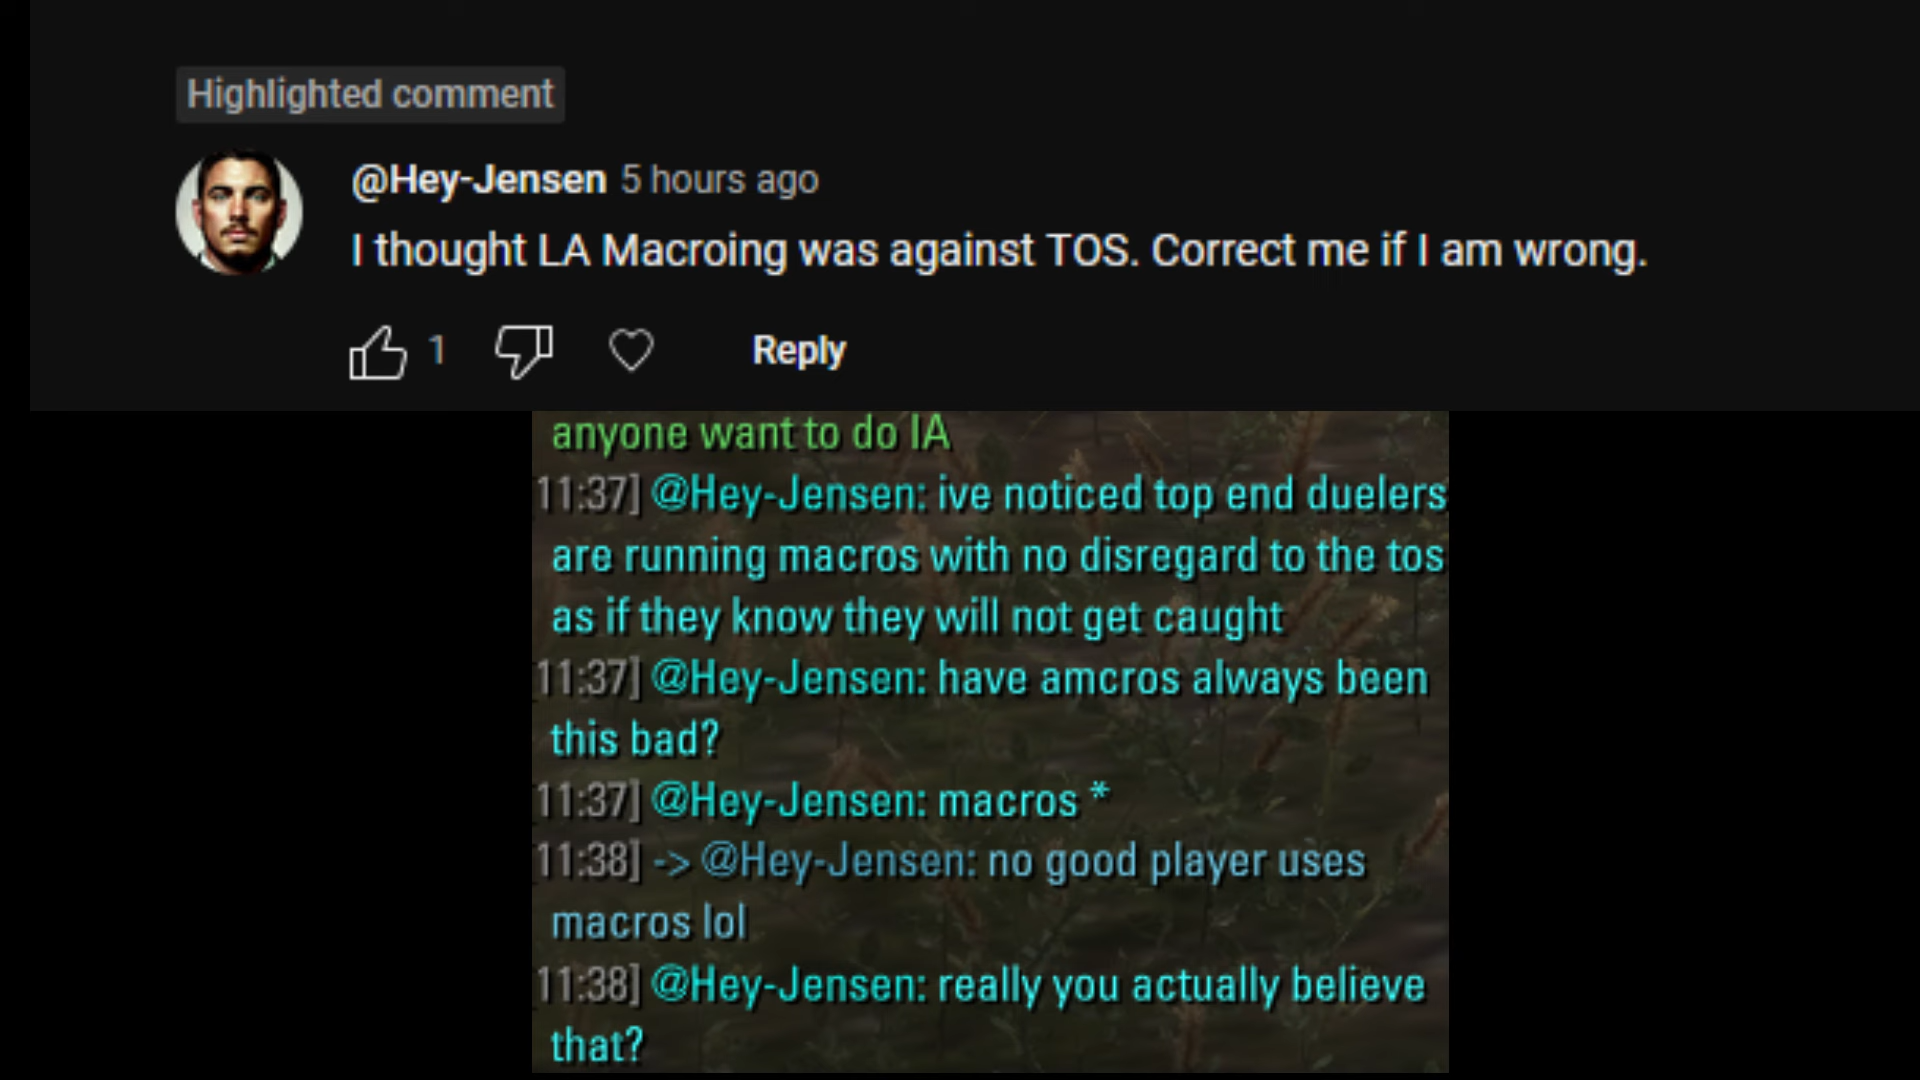 Highlighted comment
@Hey-Jensen 5 hours ago
I thought LA Macroing was against TOS. Correct me if I am wrong.
1 Reply
anyone want to do IA
11:37] @Hey-Jensen: ive noticed top end duelers
are running macros with no disregard to the tos
as if they know they will not get caught
11:37] @Hey-Jensen: have amcros always been
this bad?
11:37] @Hey-Jensen: macros *
11:38] -> @Hey-Jensen: no good player uses
macros lol
11:38] @Hey-Jensen: really you actually believe
that?